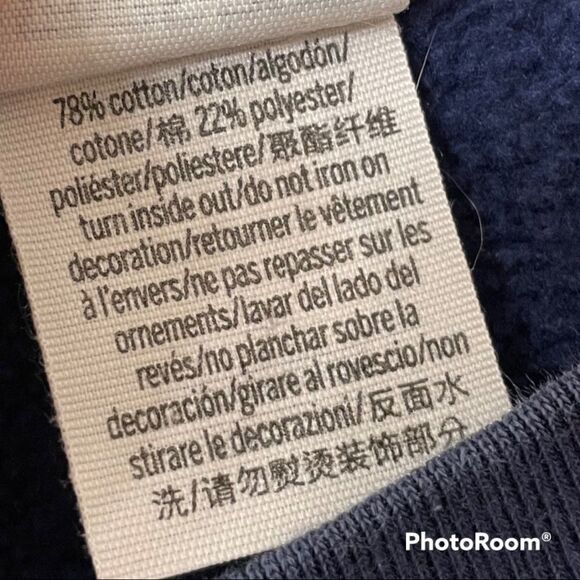 78% cotton/coton/algodón/
cotone/棉 22% polyester/
poliéster/poliestere/聚酯纤维
turn inside out/do not iron on
decoration/retourner le vêtement
à l'envers/ne pas repasser sur les
ornements/lavar del lado del
revés/no planchar sobre la
decoración/girare al rovescio/non
stirare le decorazioni/反面水
洗/请勿熨烫装饰部分
PhotoRoom®